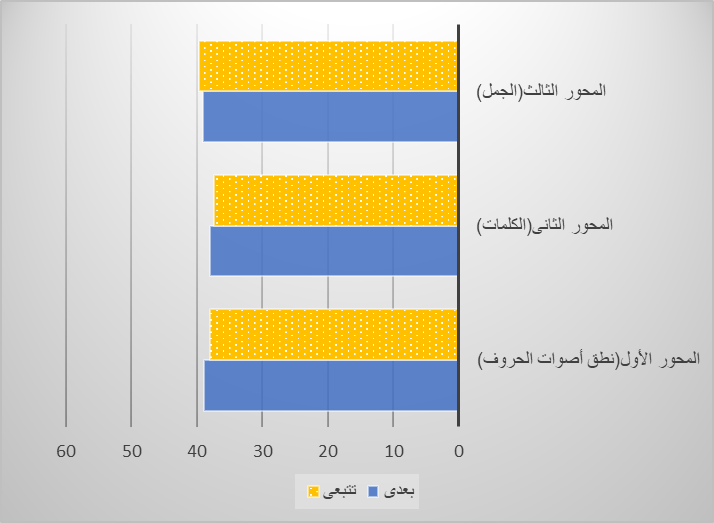 المحور الثالث(الجمل)
المحور الثانى(الكلمات)
المحور الأول(نطق أصوات الحروف)
60 50 40 30 20 10 0
بعدى تتبعى